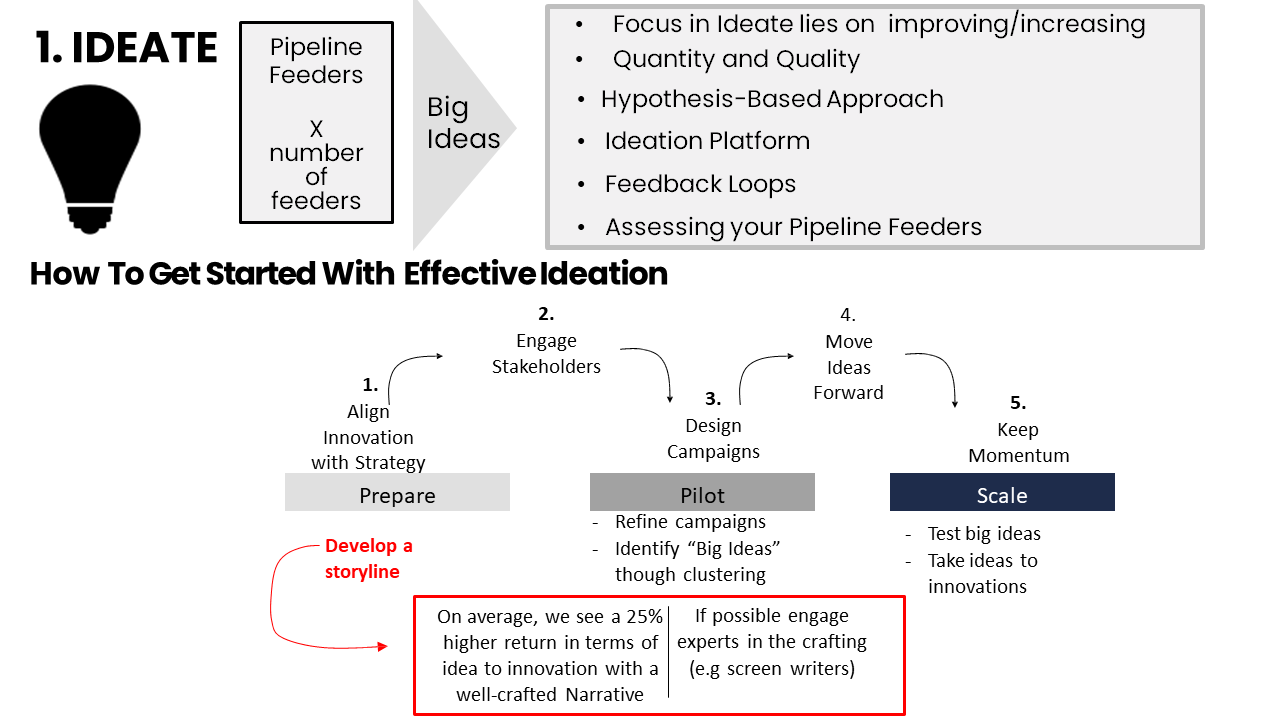 1. IDEATE
Pipeline
Feeders
X
number
of
feeders
Big
Ideas
• Focus in Ideate lies on improving/increasing
• Quantity and Quality
• Hypothesis-Based Approach
• Ideation Platform
• Feedback Loops
• Assessing your Pipeline Feeders
How To Get Started With Effective Ideation
1.
Align
Innovation
with Strategy
2.
Engage
Stakeholders
3.
Design
Campaigns
4.
Move
Ideas
Forward
5.
Keep
Momentum
Prepare
Pilot
Scale
Develop a
storyline
- Refine campaigns
- Identify “Big Ideas”
though clustering
- Test big ideas
- Take ideas to
innovations
On average, we see a 25%
higher return in terms of
idea to innovation with a
well-crafted Narrative
If possible engage
experts in the crafting
(e.g screen writers)